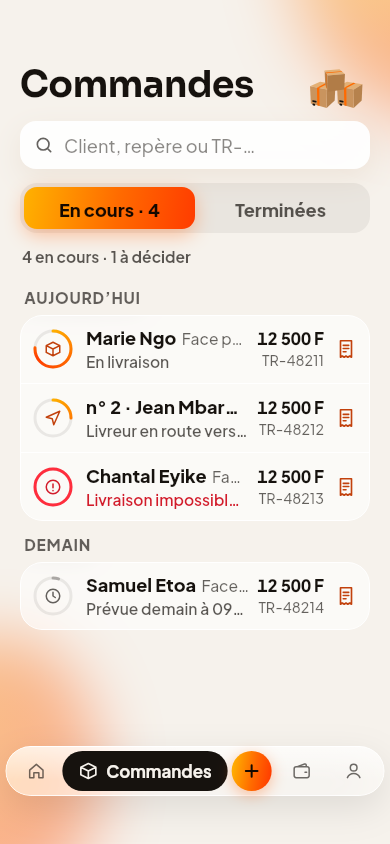 Commandes
Client, repère ou TR-…
En cours · 4
Terminées
4 en cours · 1 à décider
AUJOURD’HUI
Marie Ngo Face p… 12 500 F
En livraison TR-48211
n° 2 · Jean Mbar… 12 500 F
Livreur en route vers… TR-48212
Chantal Eyike Fa… 12 500 F
Livraison impossibl… TR-48213
DEMAIN
Samuel Etoa Face… 12 500 F
Prévue demain à 09… TR-48214
Commandes